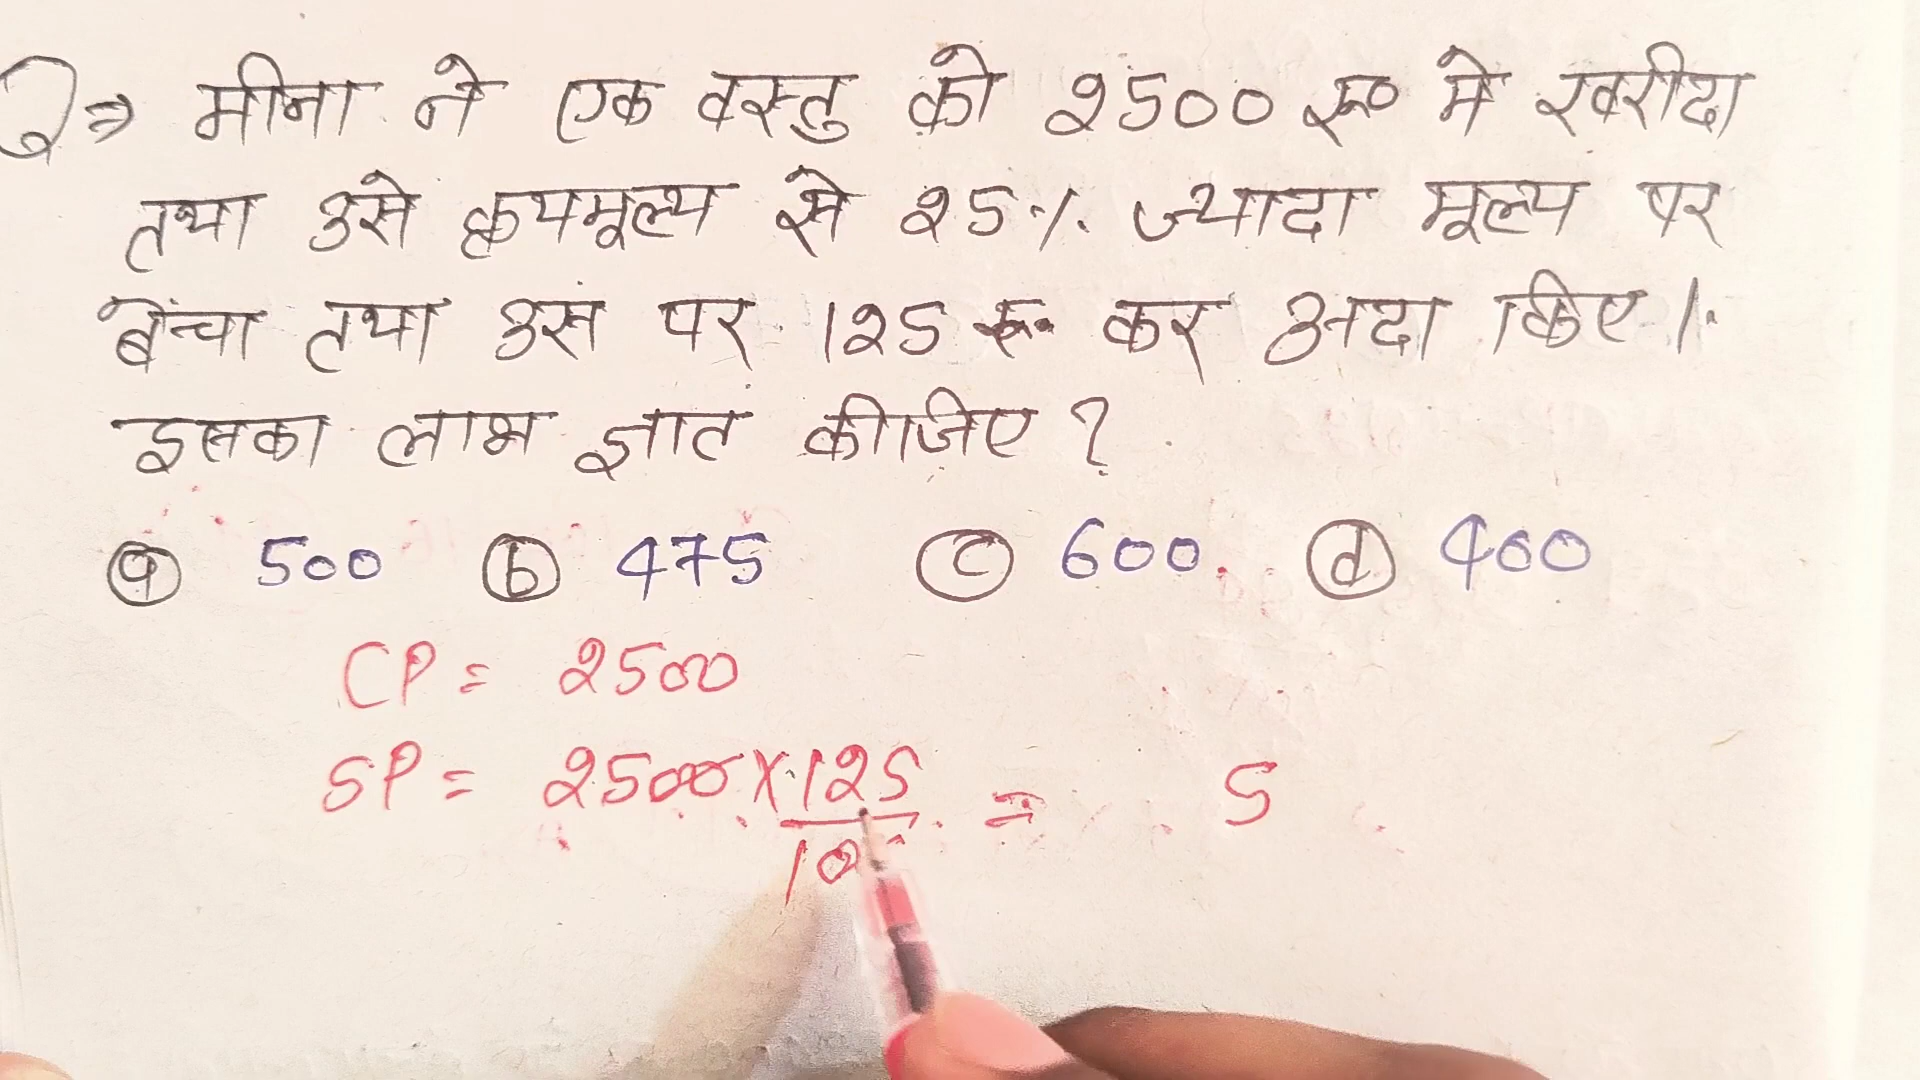 Q⇒ मीना ने एक वस्तु को 2500 रू० मे खरीदा
तथा उसे क्रयमूल्य से 25% ज्यादा मूल्य पर
बेंचा तथा उस पर 125 रू० कर अदा किए।
इसका लाभ ज्ञात कीजिए?
(a) 500 (b) 475 (c) 600 (d) 400
CP = 2500
SP = 2500 × 125/100 = 5